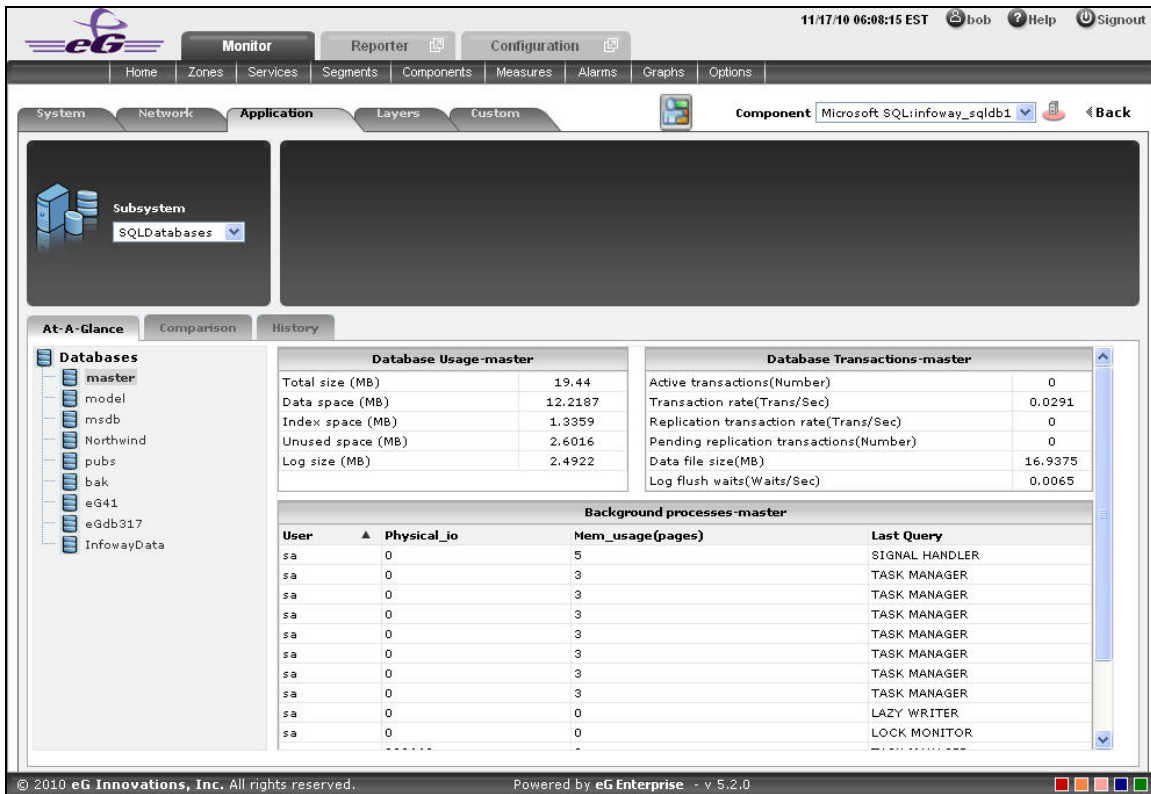 11/17/10 06:08:15 EST bob Help Signout
eG
Monitor Reporter Configuration
Home Zones Services Segments Components Measures Alarms Graphs Options
System Network Application Layers Custom Component Microsoft SQL:infoway_sqldb1 Back
Subsystem
SQLDatabases
At-A-Glance Comparison History
Databases
master
model
msdb
Northwind
pubs
bak
eG41
eGdb317
InfowayData
Database Usage-master
Total size (MB) 19.44
Data space (MB) 12.2187
Index space (MB) 1.3359
Unused space (MB) 2.6016
Log size (MB) 2.4922
Database Transactions-master
Active transactions(Number) 0
Transaction rate(Trans/Sec) 0.0291
Replication transaction rate(Trans/Sec) 0
Pending replication transactions(Number) 0
Data file size(MB) 16.9375
Log flush waits(Waits/Sec) 0.0065
Background processes-master
User Physical_io Mem_usage(pages) Last Query
sa 0 5 SIGNAL HANDLER
sa 0 3 TASK MANAGER
sa 0 3 TASK MANAGER
sa 0 3 TASK MANAGER
sa 0 3 TASK MANAGER
sa 0 3 TASK MANAGER
sa 0 3 TASK MANAGER
sa 0 3 TASK MANAGER
sa 0 0 LAZY WRITER
sa 0 0 LOCK MONITOR
© 2010 eG Innovations, Inc. All rights reserved. Powered by eG Enterprise - v 5.2.0